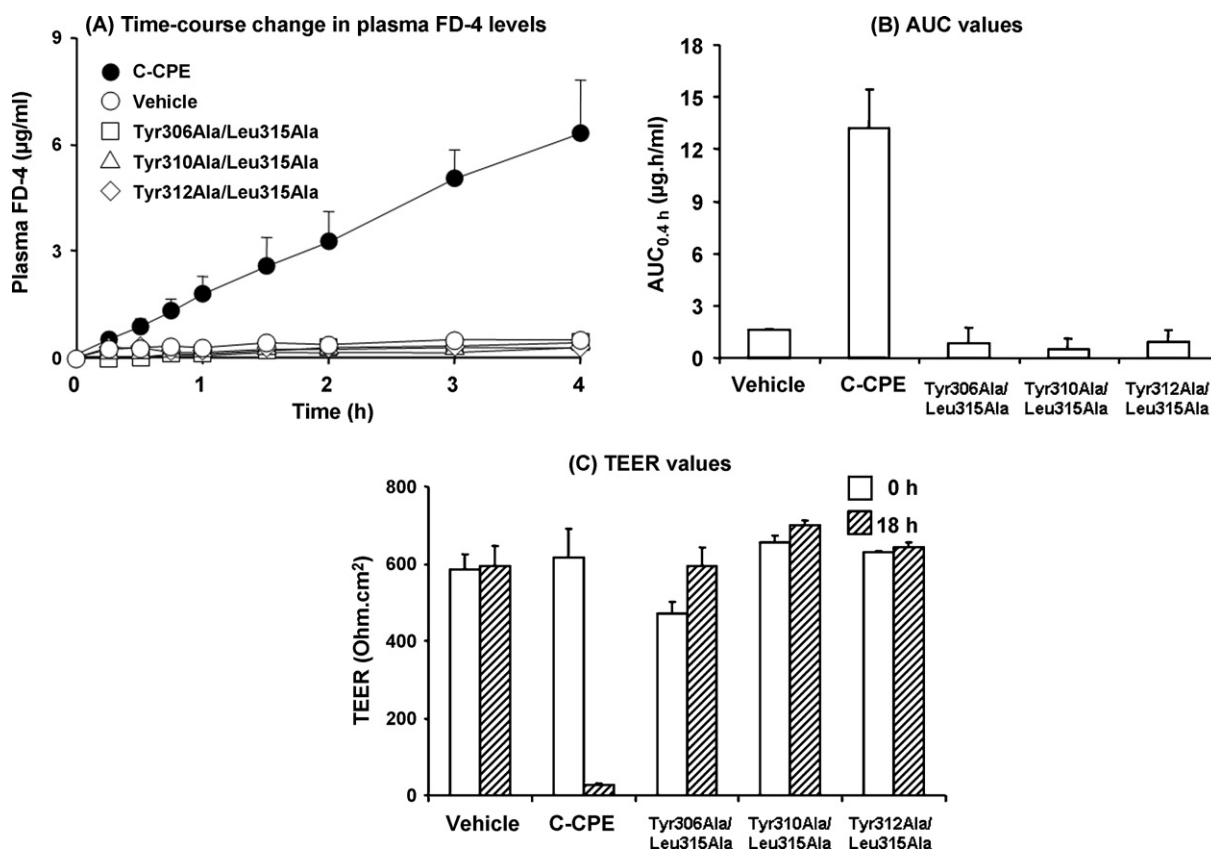 (A) Time-course change in plasma FD-4 levels
Plasma FD-4 (µg/ml)
9
6
3
0
C-CPE
Vehicle
Tyr306Ala/Leu315Ala
Tyr310Ala/Leu315Ala
Tyr312Ala/Leu315Ala
0 1 2 3 4
Time (h)
(B) AUC values
AUC0.4 h (µg.h/ml)
18
15
12
9
6
3
0
Vehicle C-CPE Tyr306Ala/ Tyr310Ala/ Tyr312Ala/
Leu315Ala Leu315Ala Leu315Ala
(C) TEER values
TEER (Ohm.cm²)
800
600
400
200
0
0 h
18 h
Vehicle C-CPE Tyr306Ala/ Tyr310Ala/ Tyr312Ala/
Leu315Ala Leu315Ala Leu315Ala